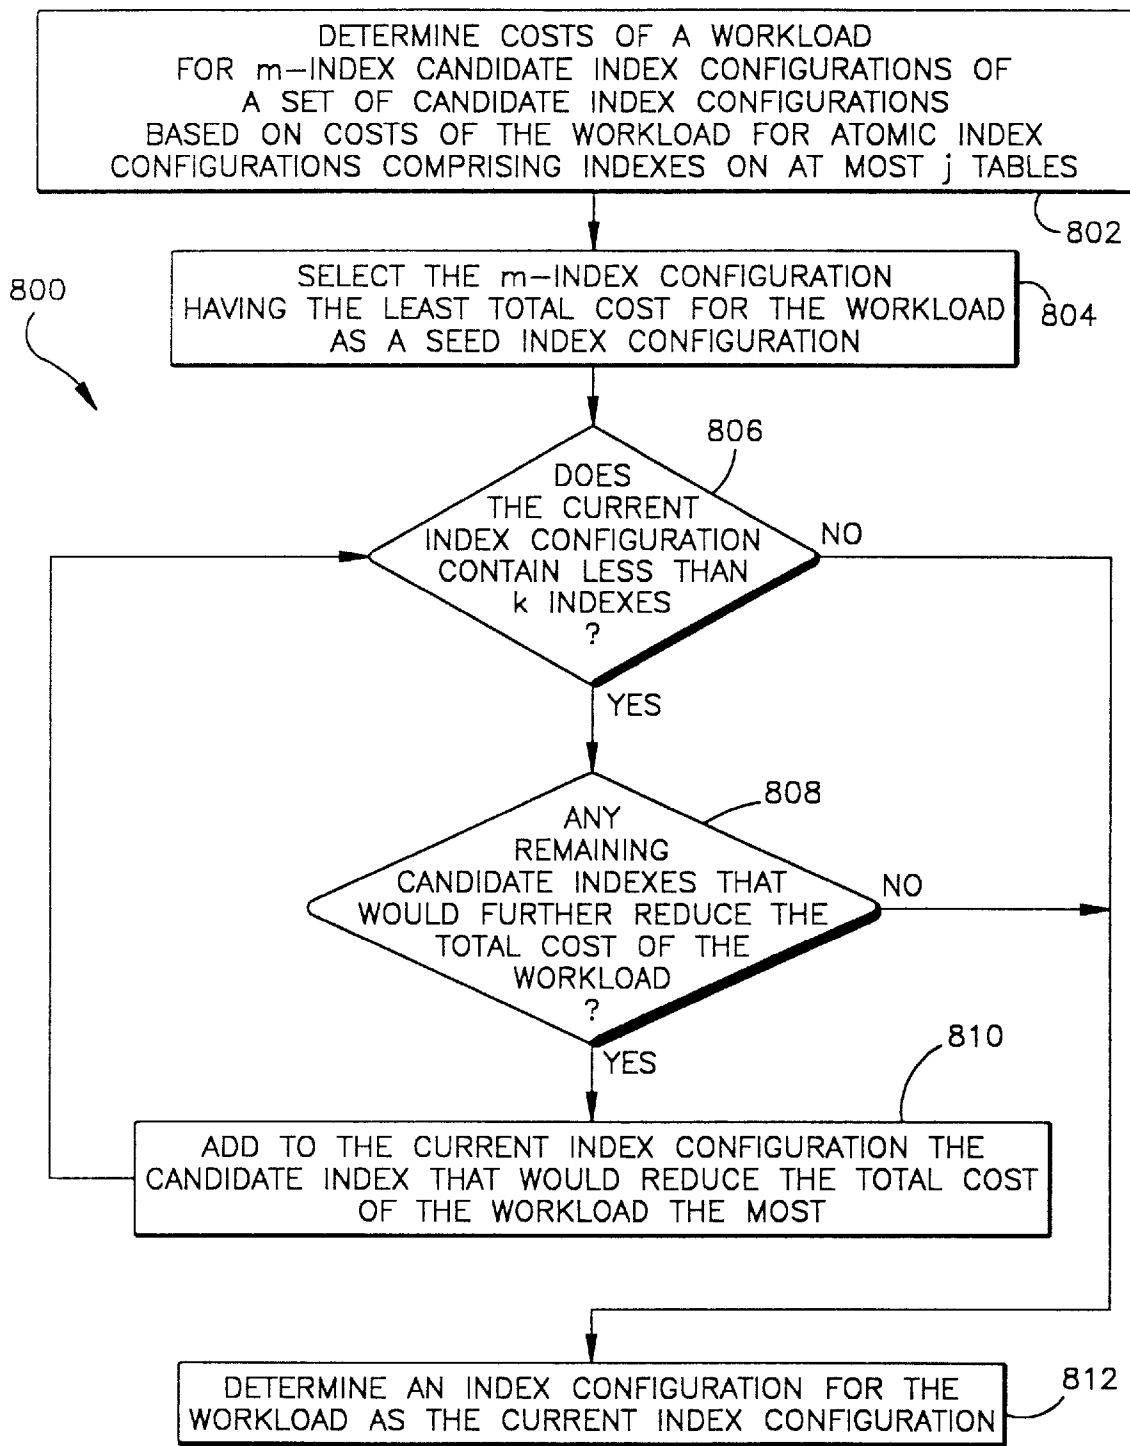 DETERMINE COSTS OF A WORKLOAD
FOR m-INDEX CANDIDATE INDEX CONFIGURATIONS OF
A SET OF CANDIDATE INDEX CONFIGURATIONS
BASED ON COSTS OF THE WORKLOAD FOR ATOMIC INDEX
CONFIGURATIONS COMPRISING INDEXES ON AT MOST j TABLES
802
SELECT THE m-INDEX CONFIGURATION
HAVING THE LEAST TOTAL COST FOR THE WORKLOAD
AS A SEED INDEX CONFIGURATION
804
800
806
DOES
THE CURRENT
INDEX CONFIGURATION
CONTAIN LESS THAN
k INDEXES
?
NO
YES
808
ANY
REMAINING
CANDIDATE INDEXES THAT
WOULD FURTHER REDUCE THE
TOTAL COST OF THE
WORKLOAD
?
NO
YES
810
ADD TO THE CURRENT INDEX CONFIGURATION THE
CANDIDATE INDEX THAT WOULD REDUCE THE TOTAL COST
OF THE WORKLOAD THE MOST
DETERMINE AN INDEX CONFIGURATION FOR THE
WORKLOAD AS THE CURRENT INDEX CONFIGURATION
812